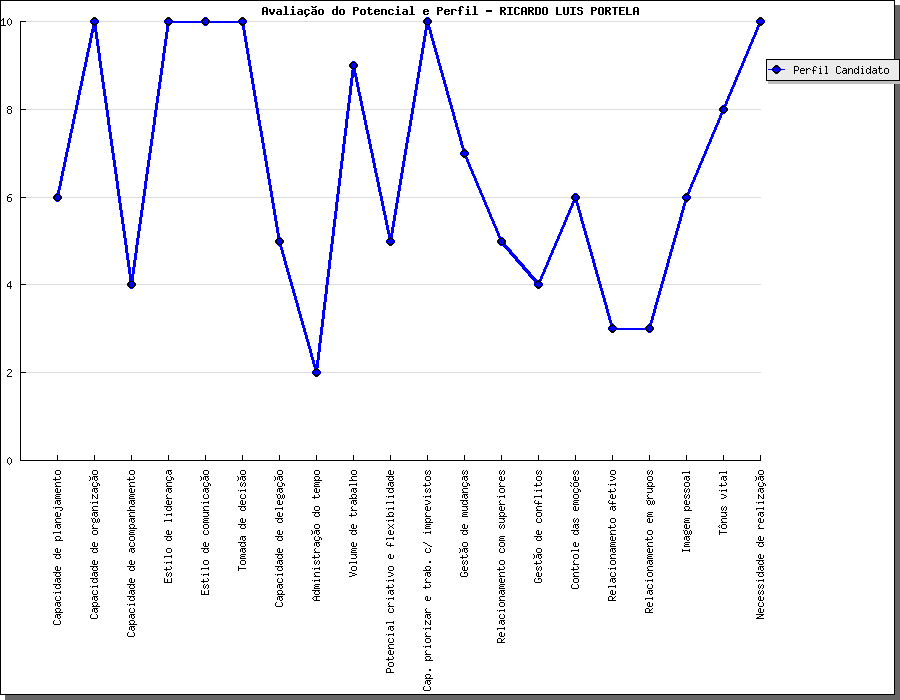 Avaliação do Potencial e Perfil - RICARDO LUIS PORTELA
10
8
6
4
2
0
Perfil Candidato
Capacidade de planejamento
Capacidade de organização
Capacidade de acompanhamento
Estilo de liderança
Estilo de comunicação
Tomada de decisão
Capacidade de delegação
Administração do tempo
Volume de trabalho
Potencial criativo e flexibilidade
Cap. priorizar e trab. c/ imprevistos
Gestão de mudanças
Relacionamento com superiores
Gestão de conflitos
Controle das emoções
Relacionamento afetivo
Relacionamento em grupos
Imagem pessoal
Tônus vital
Necessidade de realização